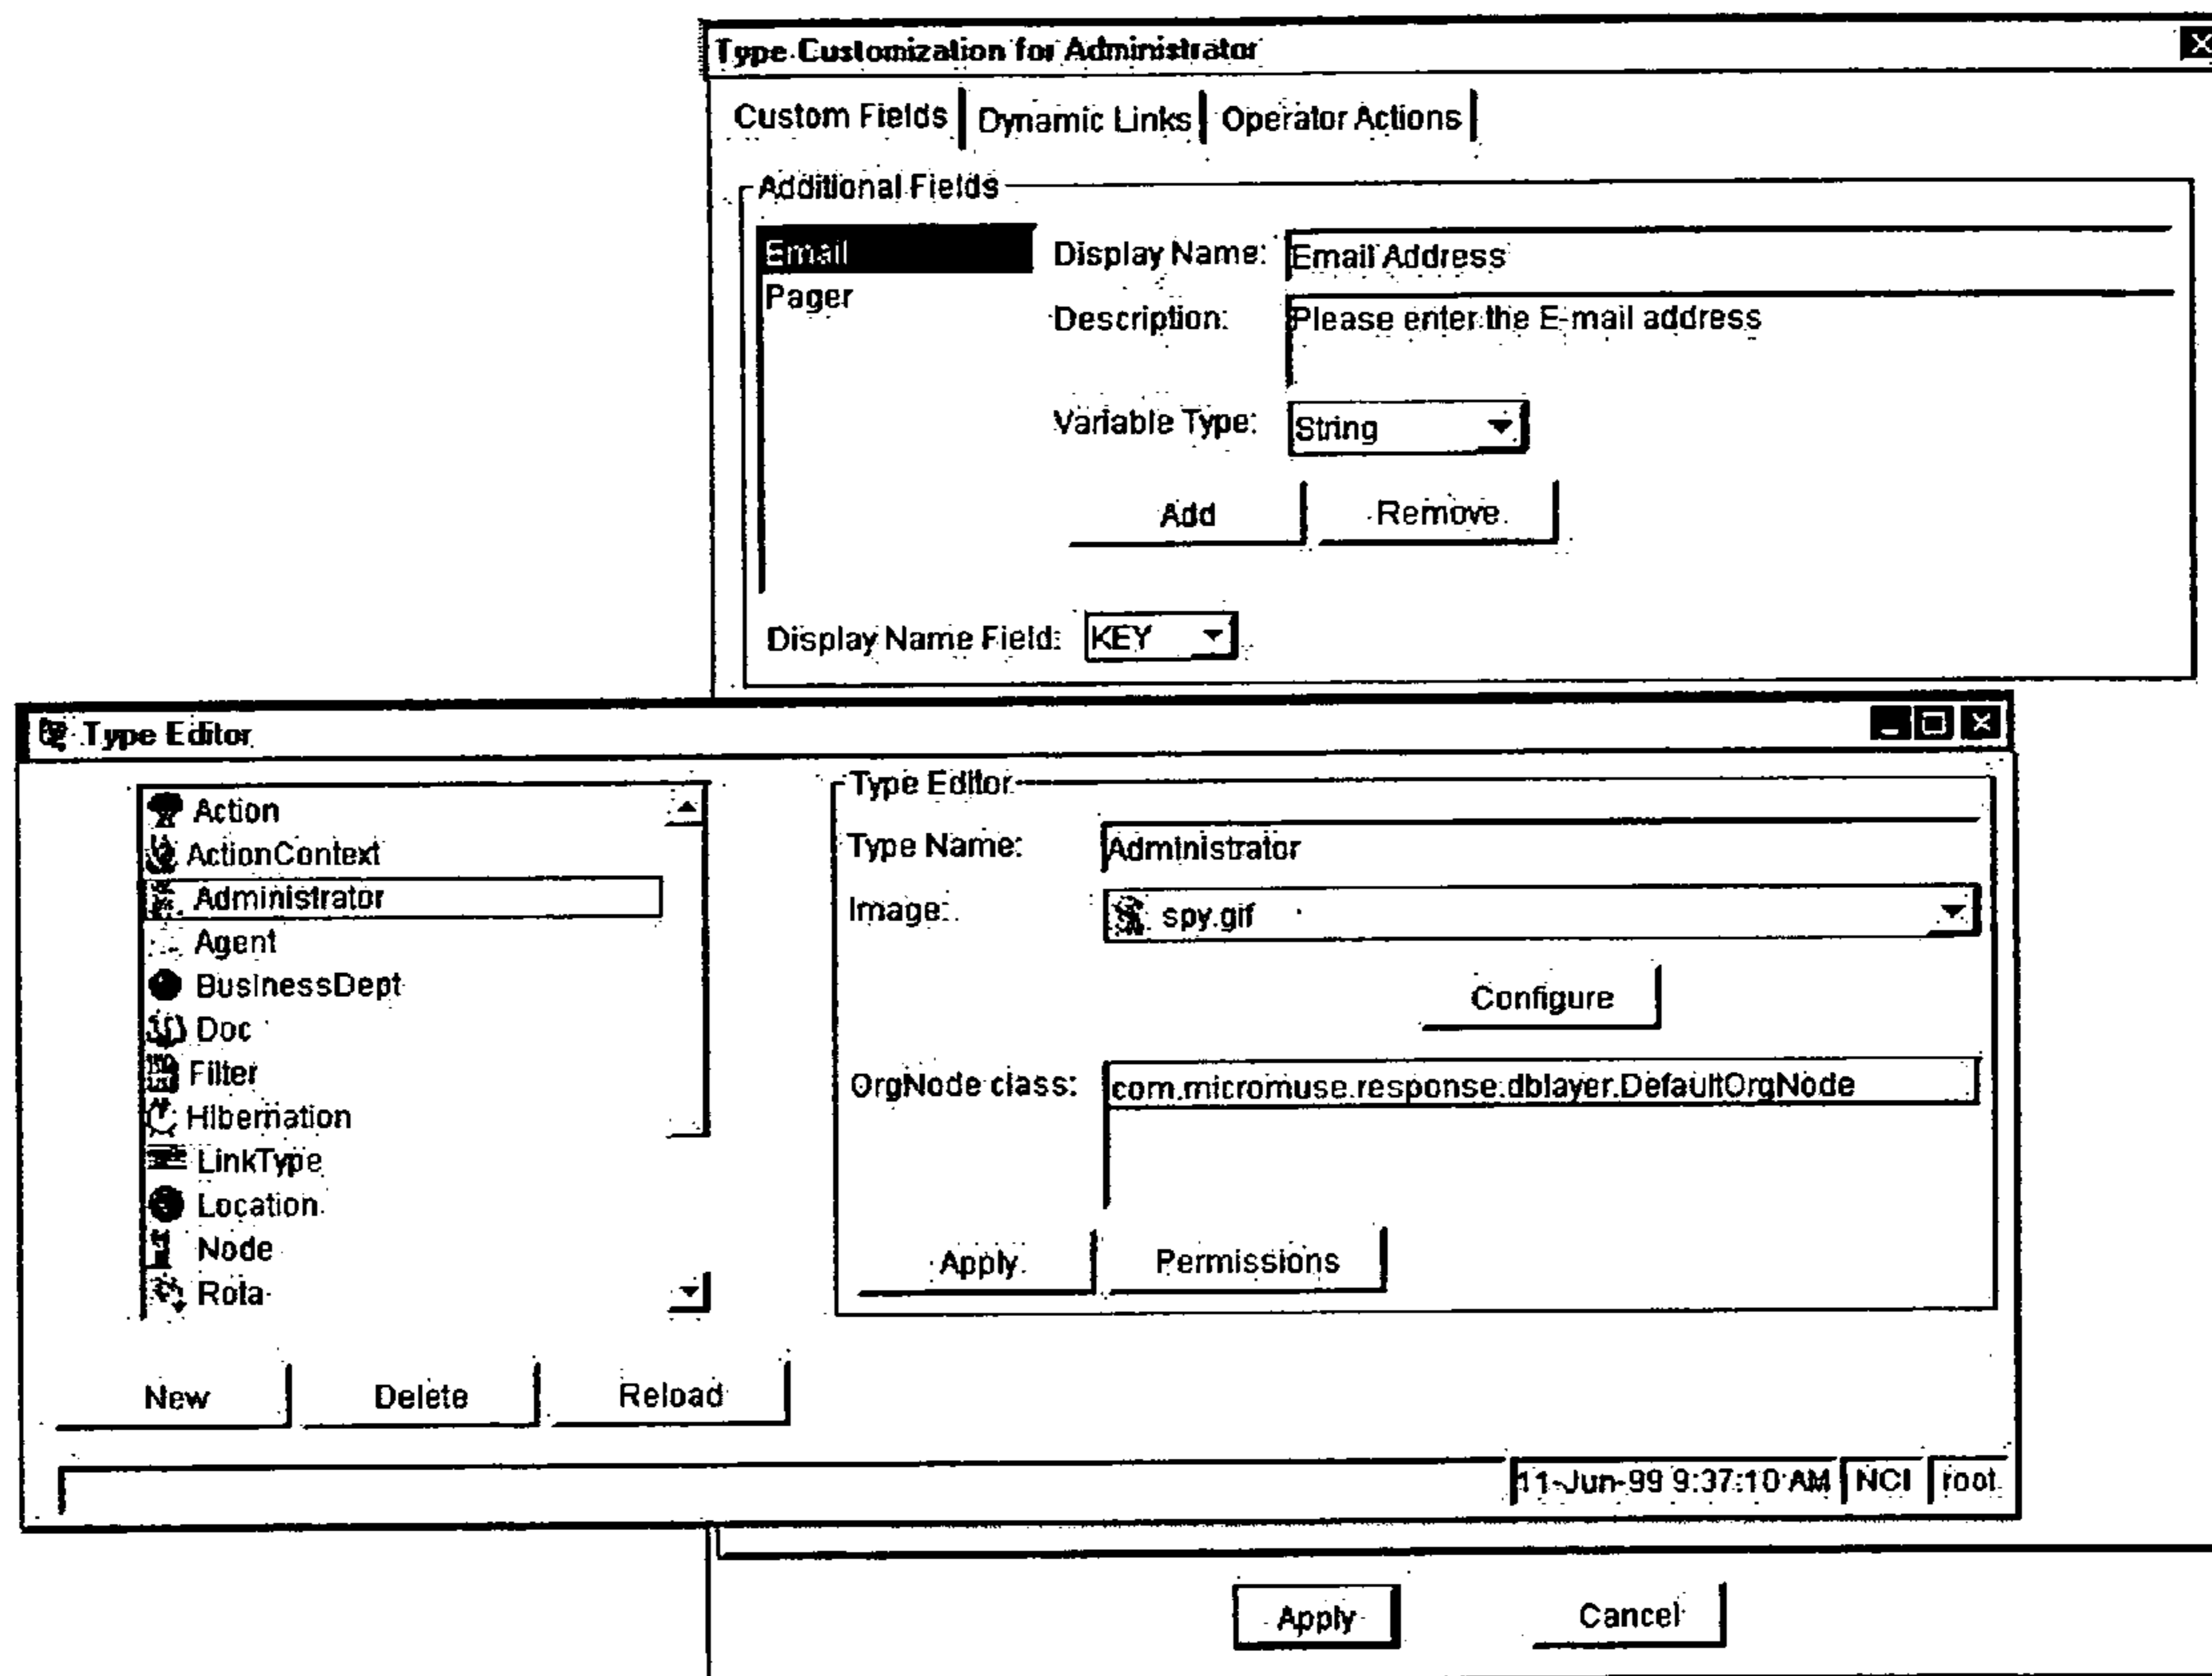 Type Customization for Administrator
Custom Fields Dynamic Links Operator Actions
Additional Fields
Email
Pager
Display Name: Email Address
Description: Please enter the E-mail address
Variable Type: String
Add Remove
Display Name Field: KEY
Type Editor
Action
ActionContext
Administrator
Agent
BusinessDept
Doc
Filter
Hibernation
LinkType
Location
Node
Rota
Type Editor
Type Name: Administrator
Image: spy.gif
Configure
OrgNode class: com.micromuse.response.dblayer.DefaultOrgNode
Apply Permissions
New Delete Reload
11-Jun-99 9:37:10 AM NCI root
Apply Cancel